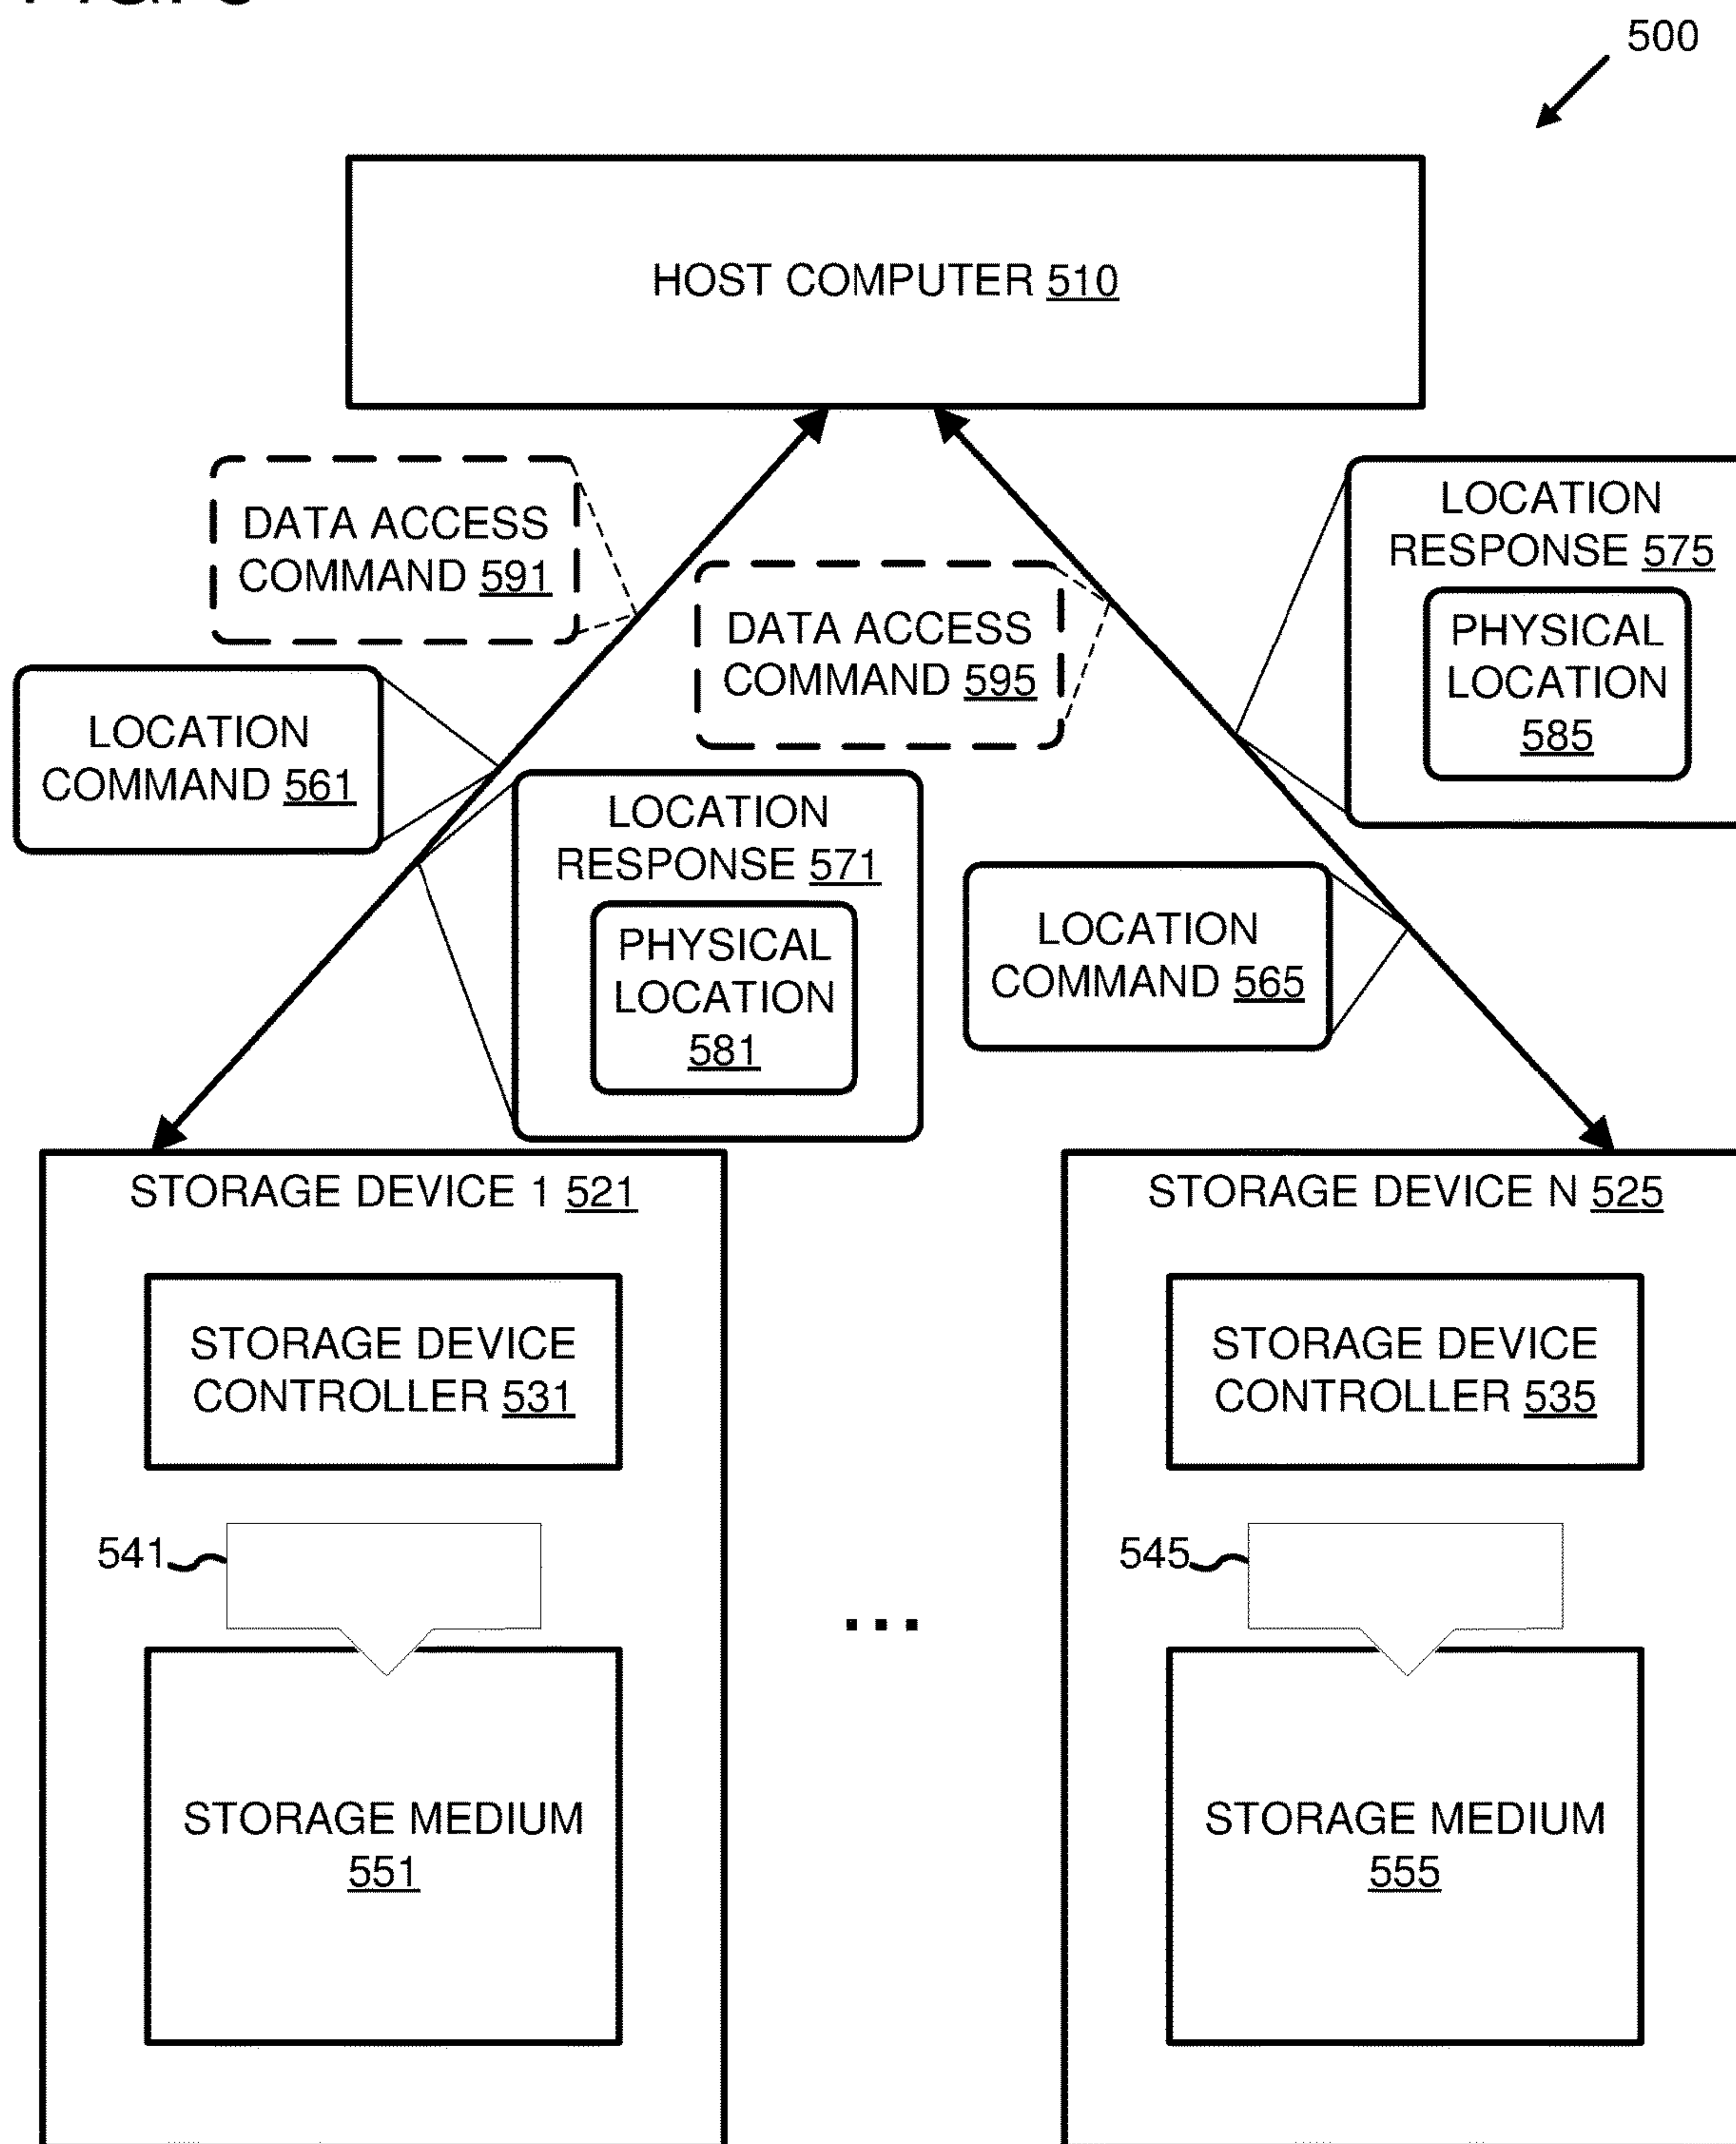 500
HOST COMPUTER 510
DATA ACCESS
COMMAND 591
LOCATION
RESPONSE 575
PHYSICAL
LOCATION
585
DATA ACCESS
COMMAND 595
LOCATION
COMMAND 561
LOCATION
RESPONSE 571
PHYSICAL
LOCATION
581
LOCATION
COMMAND 565
STORAGE DEVICE 1 521
STORAGE DEVICE
CONTROLLER 531
541
STORAGE MEDIUM
551
...
STORAGE DEVICE N 525
STORAGE DEVICE
CONTROLLER 535
545
STORAGE MEDIUM
555